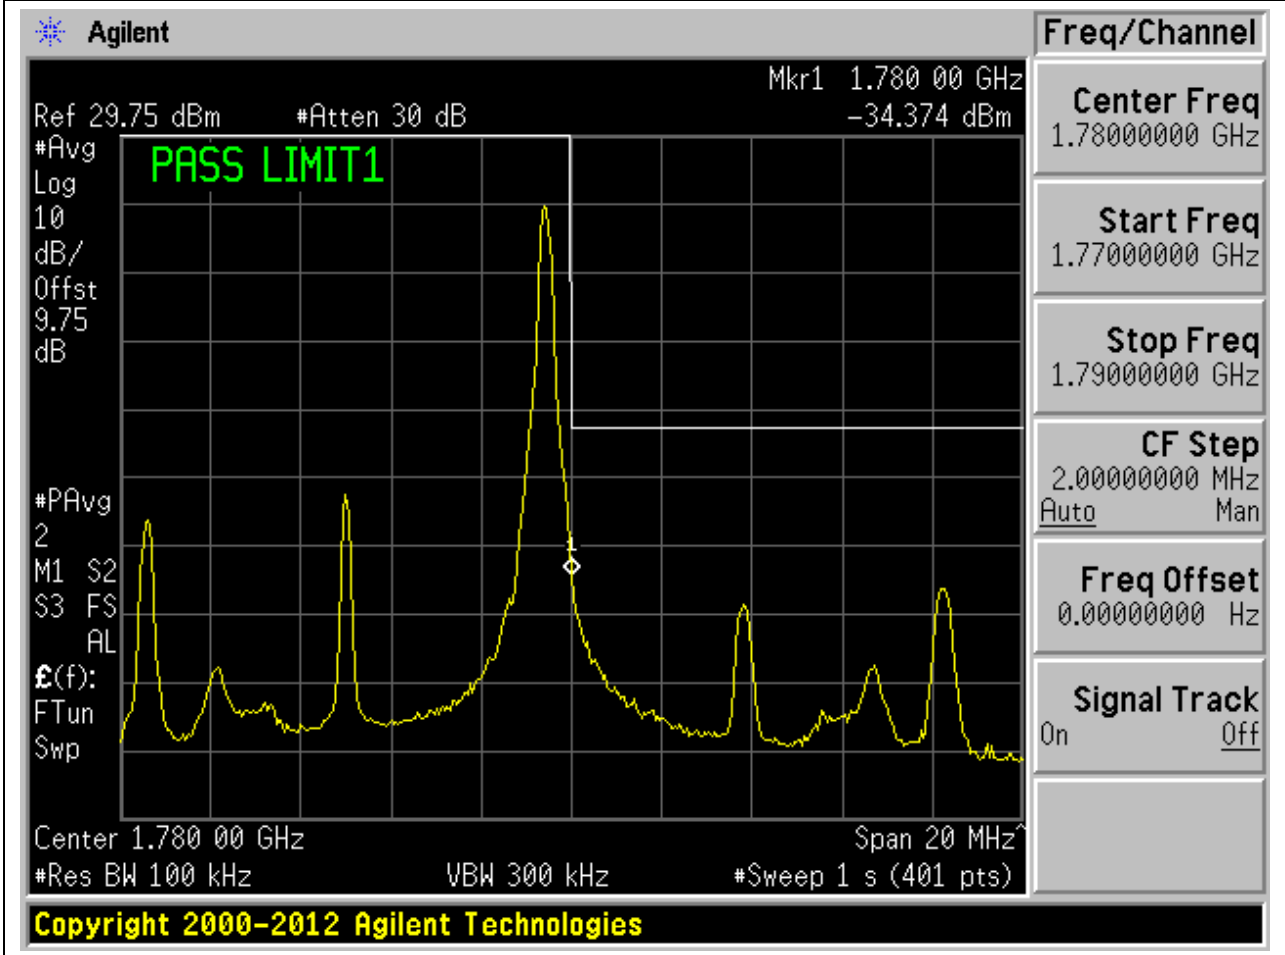 Agilent
Freq/Channel
Mkr1 1.780 00 GHz
Ref 29.75 dBm #Atten 30 dB -34.374 dBm
#Avg
Log
10
dB/
Offst
9.75
dB
PASS LIMIT1
#PAvg
2
M1 S2
S3 FS
AL
£(f):
FTun
Swp
1
Center 1.780 00 GHz Span 20 MHz^
#Res BW 100 kHz VBW 300 kHz #Sweep 1 s (401 pts)
Center Freq
1.78000000 GHz
Start Freq
1.77000000 GHz
Stop Freq
1.79000000 GHz
CF Step
2.00000000 MHz
Auto Man
Freq Offset
0.00000000 Hz
Signal Track
On Off
Copyright 2000-2012 Agilent Technologies